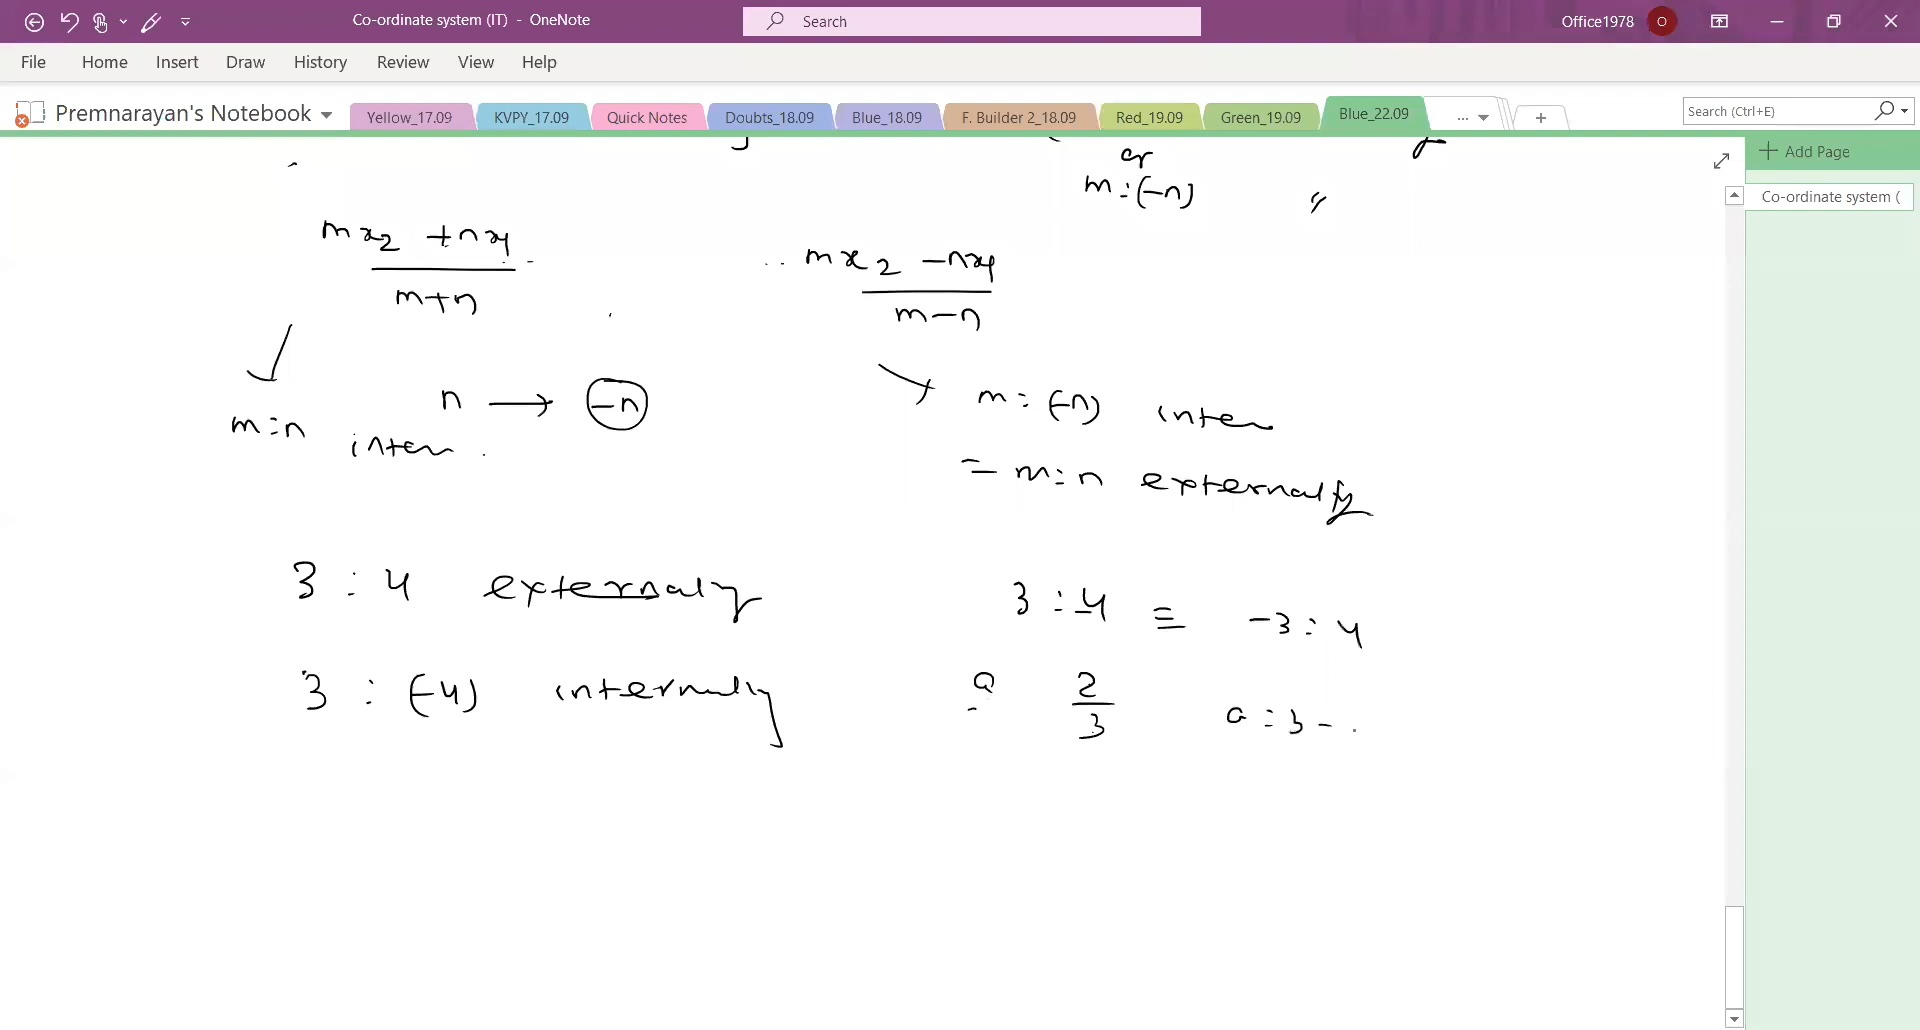 Co-ordinate system (IT) - OneNote
Search
Office1978
O
File Home Insert Draw History Review View Help
Premnarayan's Notebook
Yellow_17.09 KVPY_17.09 Quick Notes Doubts_18.09 Blue_18.09 F. Builder 2_18.09 Red_19.09 Green_19.09 Blue_22.09 ... +
Search (Ctrl+E)
+ Add Page
Co-ordinate system (
or
m:(-n) "
mx₂ + nx₁ / m+n
mx₂ - nx₁ / m-n
m:n inter
n → -n
m:(-n) inter
= m:n externally
3 : 4 externaly
3 : -4 ≡ -3 : 4
3 : (-4) internally
a 2/3 a:3-